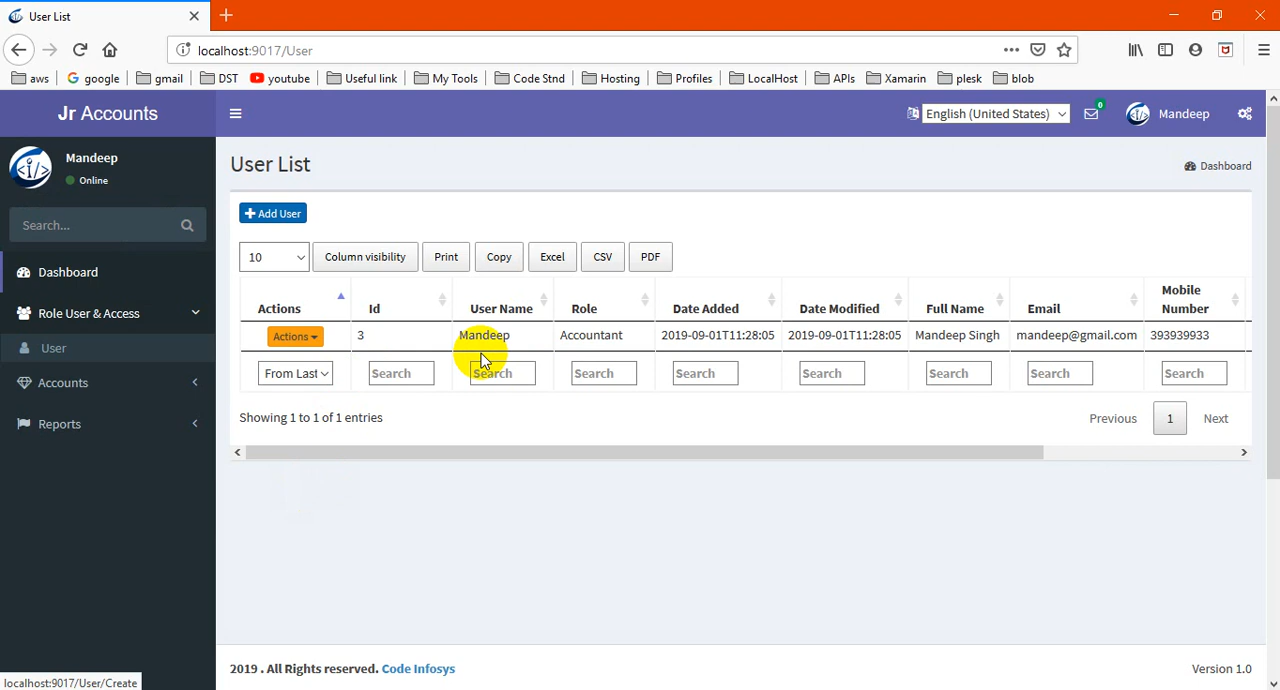 User List
localhost:9017/User
aws google gmail DST youtube Useful link My Tools Code Stnd Hosting Profiles LocalHost APIs Xamarin plesk blob
Jr Accounts
English (United States) 0 Mandeep
Mandeep
Online
Search...
Dashboard
Role User & Access
User
Accounts
Reports
User List
Dashboard
Add User
10 Column visibility Print Copy Excel CSV PDF
Actions Id User Name Role Date Added Date Modified Full Name Email Mobile Number
Actions 3 Mandeep Accountant 2019-09-01T11:28:05 2019-09-01T11:28:05 Mandeep Singh mandeep@gmail.com 393939933
From Last Search Search Search Search Search Search Search Search
Showing 1 to 1 of 1 entries
Previous 1 Next
2019 . All Rights reserved. Code Infosys
Version 1.0
localhost:9017/User/Create